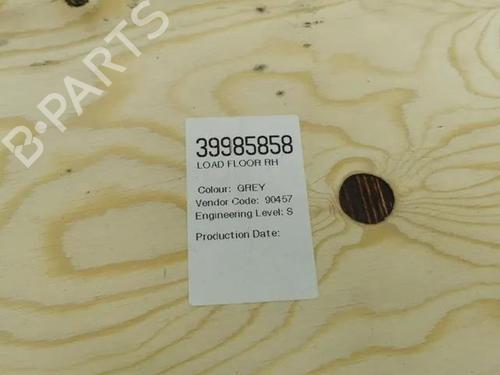 B-PARTS
39985858
LOAD FLOOR RH
Colour: GREY
Vendor Code: 90457
Engineering Level: S
Production Date: